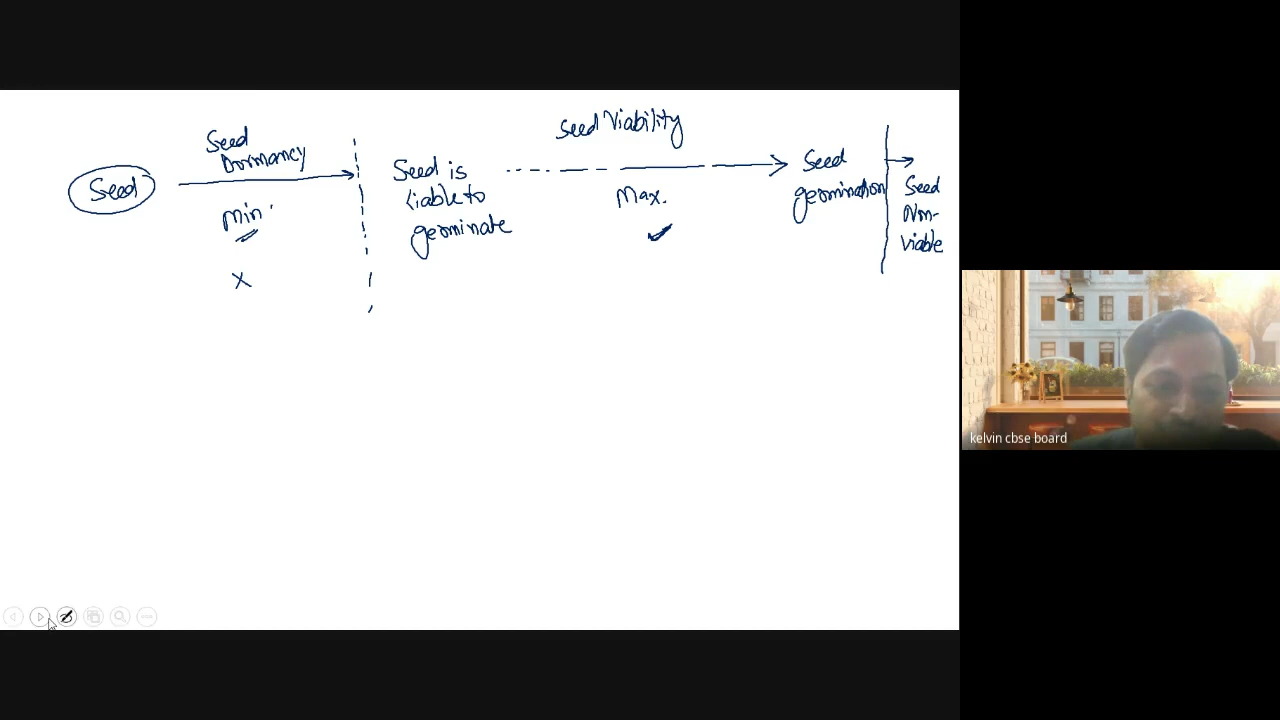 Seed
Seed
Dormancy
Min.
x
Seed is
liable to
germinate
Seed Viability
Max.
Seed
germination
Seed
Non-
viable
kelvin cbse board